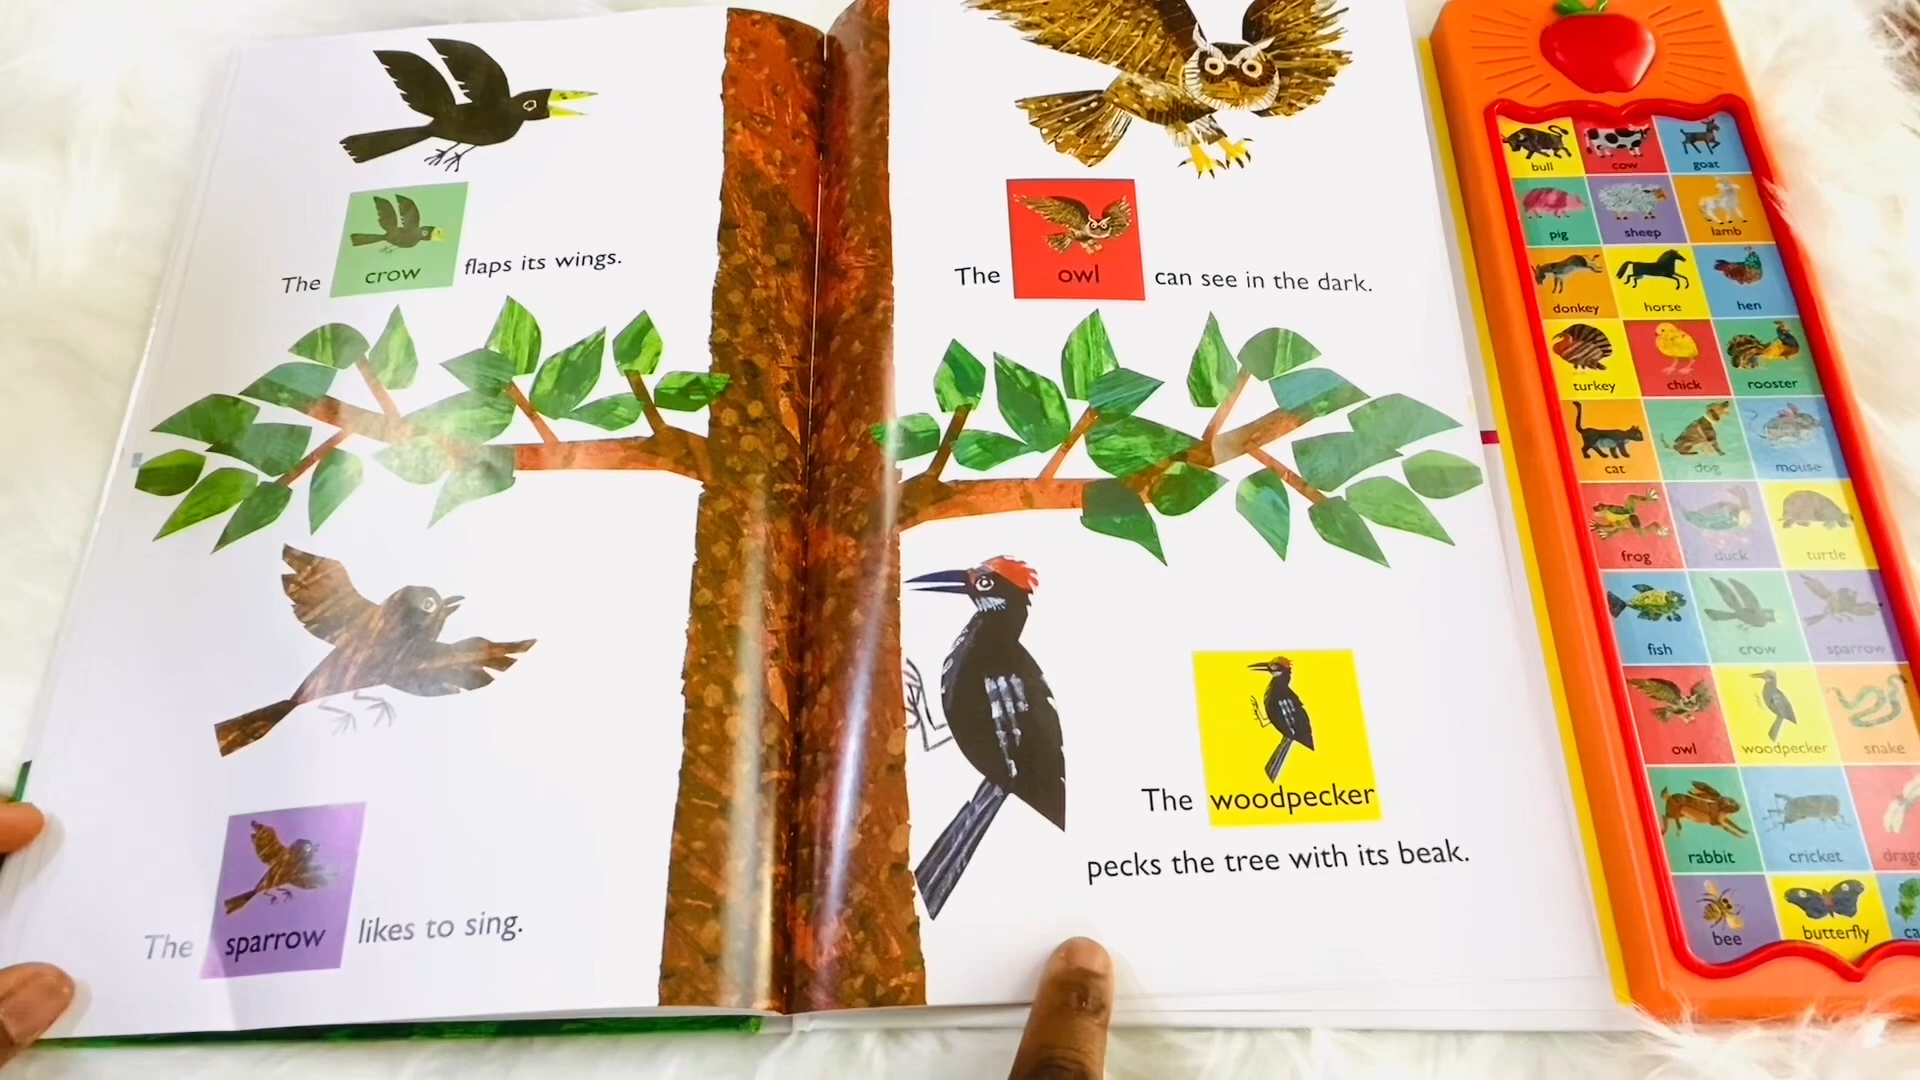 The crow flaps its wings.
The sparrow likes to sing.
The owl can see in the dark.
The woodpecker
pecks the tree with its beak.
bull cow goat
pig sheep lamb
donkey horse hen
turkey chick rooster
cat dog mouse
frog duck turtle
fish crow sparrow
owl woodpecker snake
rabbit cricket
bee butterfly